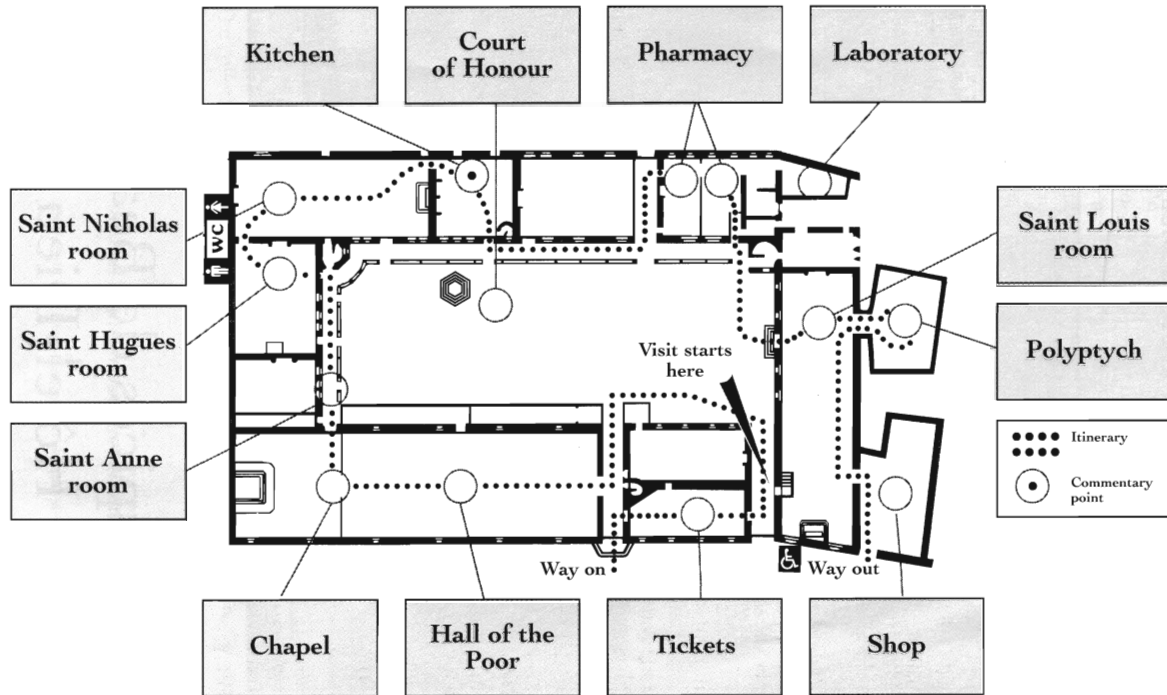 Kitchen
Court
of Honour
Pharmacy
Laboratory
Saint Nicholas
room
WC
Saint Louis
room
Saint Hugues
room
Visit starts
here
Polyptych
Saint Anne
room
Itinerary
Commentary
point
Way on
Way out
Chapel
Hall of the
Poor
Tickets
Shop